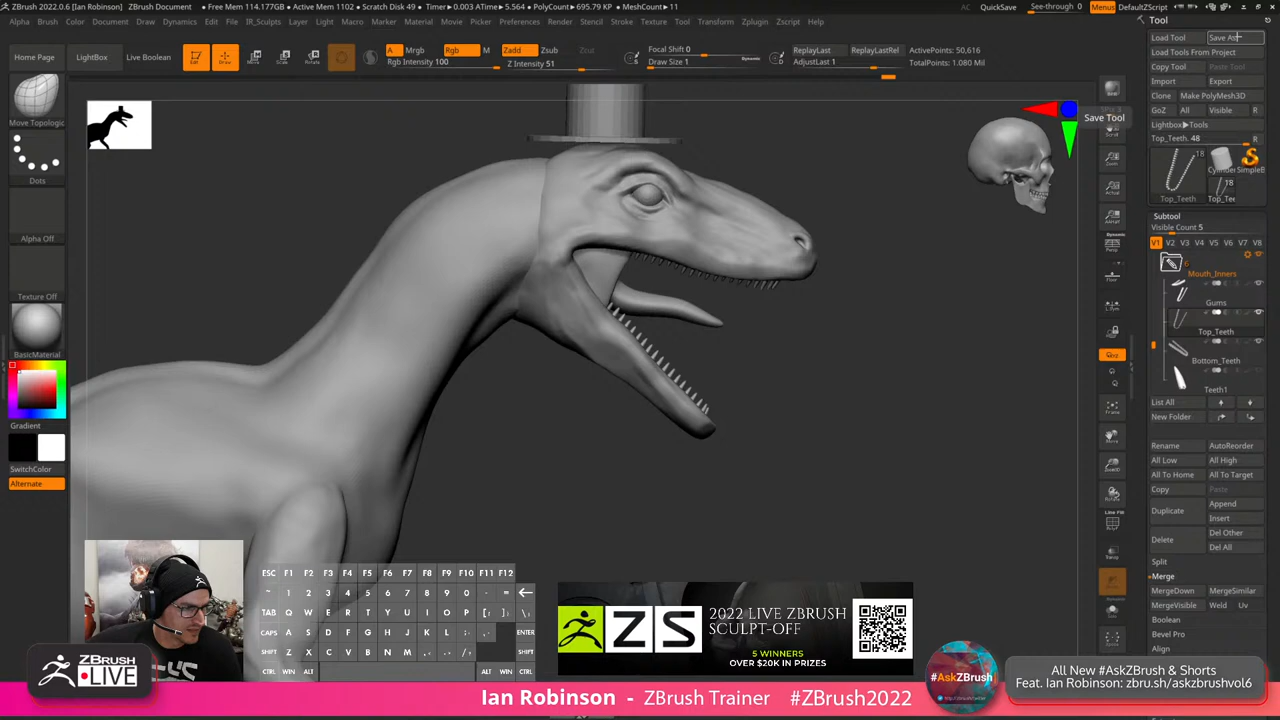 ZBrush 2022.0.6 [Ian Robinson] ZBrush Document • Free Mem 114.177GB • Active Mem 1102 • Scratch Disk 49 • Timer▸0.003 ATime▸5.564 • PolyCount▸695.79 KP • MeshCount▸11
AC QuickSave See-through 0 Menus DefaultZScript
Alpha Brush Color Document Draw Dynamics Edit File IR_Sculpts Layer Light Macro Marker Material Movie Picker Preferences Render Stencil Stroke Texture Tool Transform Zplugin Zscript Help
Tool
Load Tool Save As
Load Tools From Project
Copy Tool Paste Tool
Import Export
Clone Make PolyMesh3D
GoZ All Visible R
Lightbox▸Tools
Top_Teeth. 48 R
Home Page LightBox Live Boolean Edit Draw Move Scale Rotate
A Mrgb Rgb M Zadd Zsub Zcut
Rgb Intensity 100 Z Intensity 51
Focal Shift 0
Draw Size 1 Dynamic
ReplayLast ReplayLastRel
AdjustLast 1
ActivePoints: 50,616
TotalPoints: 1.080 Mil
Save Tool
Move Topologic
Dots
Alpha Off
Texture Off
BasicMaterial
Gradient
SwitchColor
Alternate
18
18
Top_Teeth
Subtool
Visible Count 5
V1 V2 V3 V4 V5 V6 V7 V8
6
Mouth_Inners
Gums
Top_Teeth
Bottom_Teeth
Teeth1
List All
New Folder
Rename AutoReorder
All Low All High
All To Home All To Target
Copy Paste
Duplicate Append
Insert
Delete Del Other
Del All
Split
Merge
MergeDown MergeSimilar
MergeVisible Weld Uv
Boolean
Bevel Pro
Align
Dynamic
Persp
Frame
Line Fill
ESC F1 F2 F3 F4 F5 F6 F7 F8 F9 F10 F11 F12
~ 1 2 3 4 5 6 7 8 9 0 - =
TAB Q W E R T Y U I O P [ ] \
CAPS A S D F G H J K L ; ENTER
SHIFT Z X C V B N M SHIFT
CTRL WIN ALT ALT WIN CTRL
ZS
2022 LIVE ZBRUSH
SCULPT-OFF
5 WINNERS
OVER $20K IN PRIZES
ZBRUSH
LIVE
#AskZBrush
All New #AskZBrush & Shorts
Feat. Ian Robinson: zbru.sh/askzbrushvol6
Ian Robinson - ZBrush Trainer #ZBrush2022